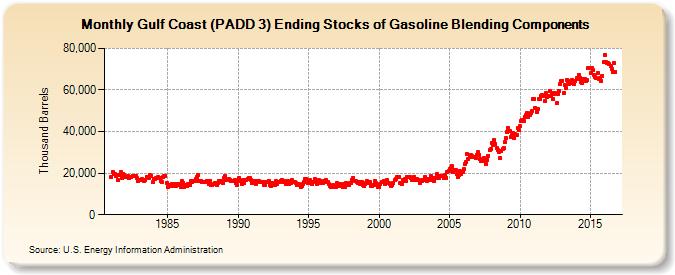 Monthly Gulf Coast (PADD 3) Ending Stocks of Gasoline Blending Components
Thousand Barrels
80,000
60,000
40,000
20,000
0
1985 1990 1995 2000 2005 2010 2015
Source: U.S. Energy Information Administration